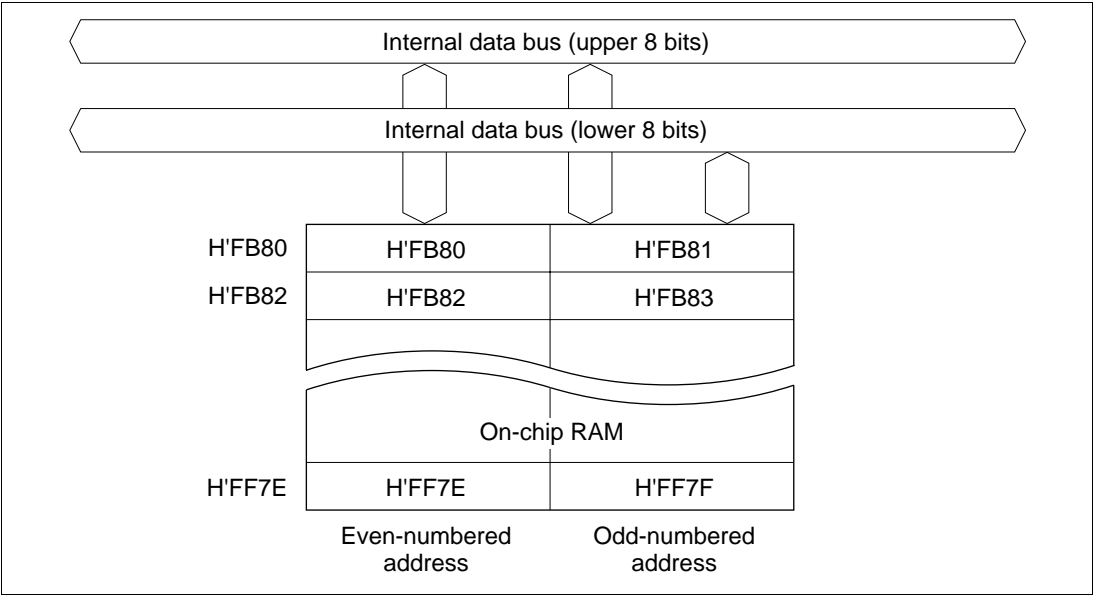 Internal data bus (upper 8 bits)
Internal data bus (lower 8 bits)
H'FB80 H'FB80 H'FB81
H'FB82 H'FB82 H'FB83
On-chip RAM
H'FF7E H'FF7E H'FF7F
Even-numbered Odd-numbered
address address